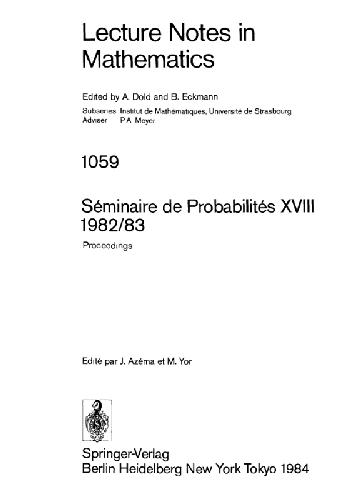 Lecture Notes in
Mathematics
Edited by A. Dold and B. Eckmann
Subseries: Institut de Mathématiques, Université de Strasbourg
Adviser: P.A. Meyer
1059
Séminaire de Probabilités XVIII
1982/83
Proceedings
Edité par J. Azéma et M. Yor
Springer-Verlag
Berlin Heidelberg New York Tokyo 1984